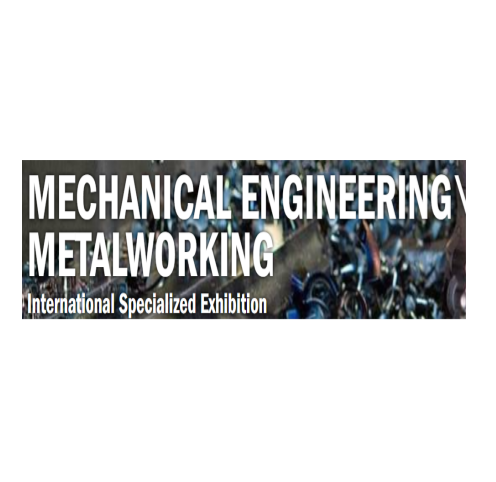 MECHANICAL ENGINEERING\
METALWORKING
International Specialized Exhibition